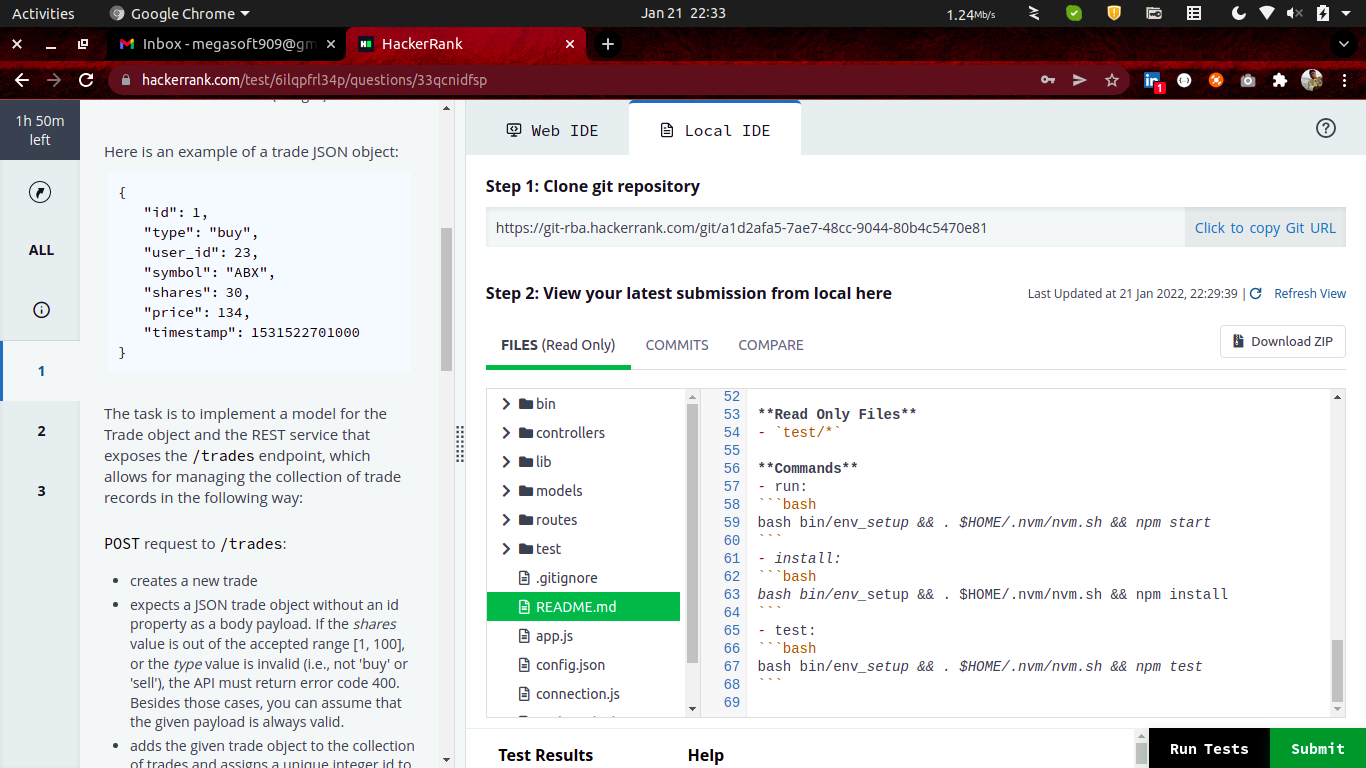 Activities
Google Chrome
Jan 21 22:33
1.24Mb/s
Inbox - megasoft909@gm
HackerRank
hackerrank.com/test/6ilqpfrl34p/questions/33qcnidfsp
1
1h 50m
left
ALL
1
2
3
Here is an example of a trade JSON object:
{
"id": 1,
"type": "buy",
"user_id": 23,
"symbol": "ABX",
"shares": 30,
"price": 134,
"timestamp": 1531522701000
}
The task is to implement a model for the
Trade object and the REST service that
exposes the /trades endpoint, which
allows for managing the collection of trade
records in the following way:
POST request to /trades:
• creates a new trade
• expects a JSON trade object without an id
property as a body payload. If the shares
value is out of the accepted range [1, 100],
or the type value is invalid (i.e., not 'buy' or
'sell'), the API must return error code 400.
Besides those cases, you can assume that
the given payload is always valid.
• adds the given trade object to the collection
of trades and assigns a unique integer id to
Web IDE
Local IDE
Step 1: Clone git repository
https://git-rba.hackerrank.com/git/a1d2afa5-7ae7-48cc-9044-80b4c5470e81
Click to copy Git URL
Step 2: View your latest submission from local here
Last Updated at 21 Jan 2022, 22:29:39 | Refresh View
FILES (Read Only)
COMMITS
COMPARE
Download ZIP
bin
controllers
lib
models
routes
test
.gitignore
README.md
app.js
config.json
connection.js
52
53 **Read Only Files**
54 - `test/*`
55
56 **Commands**
57 - run:
58 ```bash
59 bash bin/env_setup && . $HOME/.nvm/nvm.sh && npm start
60 ```
61 - install:
62 ```bash
63 bash bin/env_setup && . $HOME/.nvm/nvm.sh && npm install
64 ```
65 - test:
66 ```bash
67 bash bin/env_setup && . $HOME/.nvm/nvm.sh && npm test
68 ```
69
Test Results
Help
Run Tests
Submit